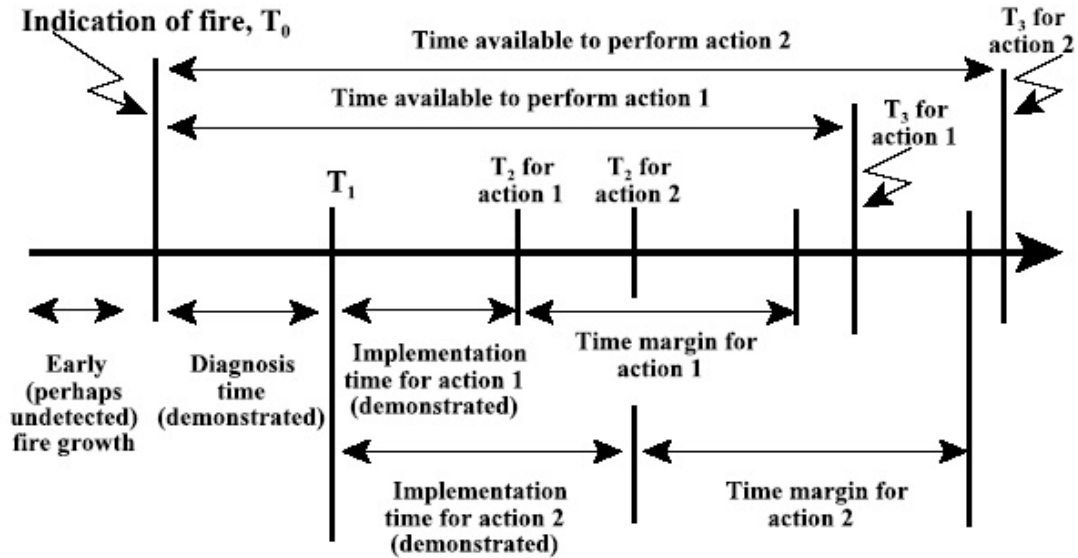 Indication of fire, T0
T3 for
action 2
Time available to perform action 2
Time available to perform action 1
T3 for
action 1
T1
T2 for
action 1
T2 for
action 2
Early
(perhaps
undetected)
fire growth
Diagnosis
time
(demonstrated)
Implementation
time for action 1
(demonstrated)
Time margin for
action 1
Implementation
time for action 2
(demonstrated)
Time margin for
action 2